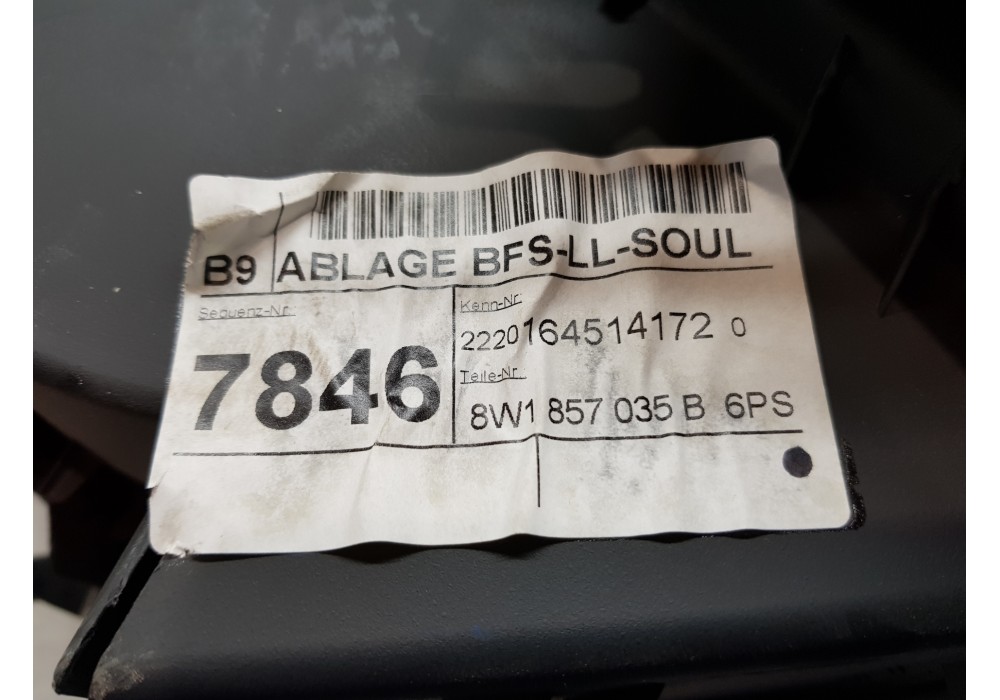 B9 ABLAGE BFS-LL-SOUL
Sequenz-Nr.
7846
Kenn-Nr.
2220164514172 0
Teile-Nr.
8W1 857 035 B 6PS